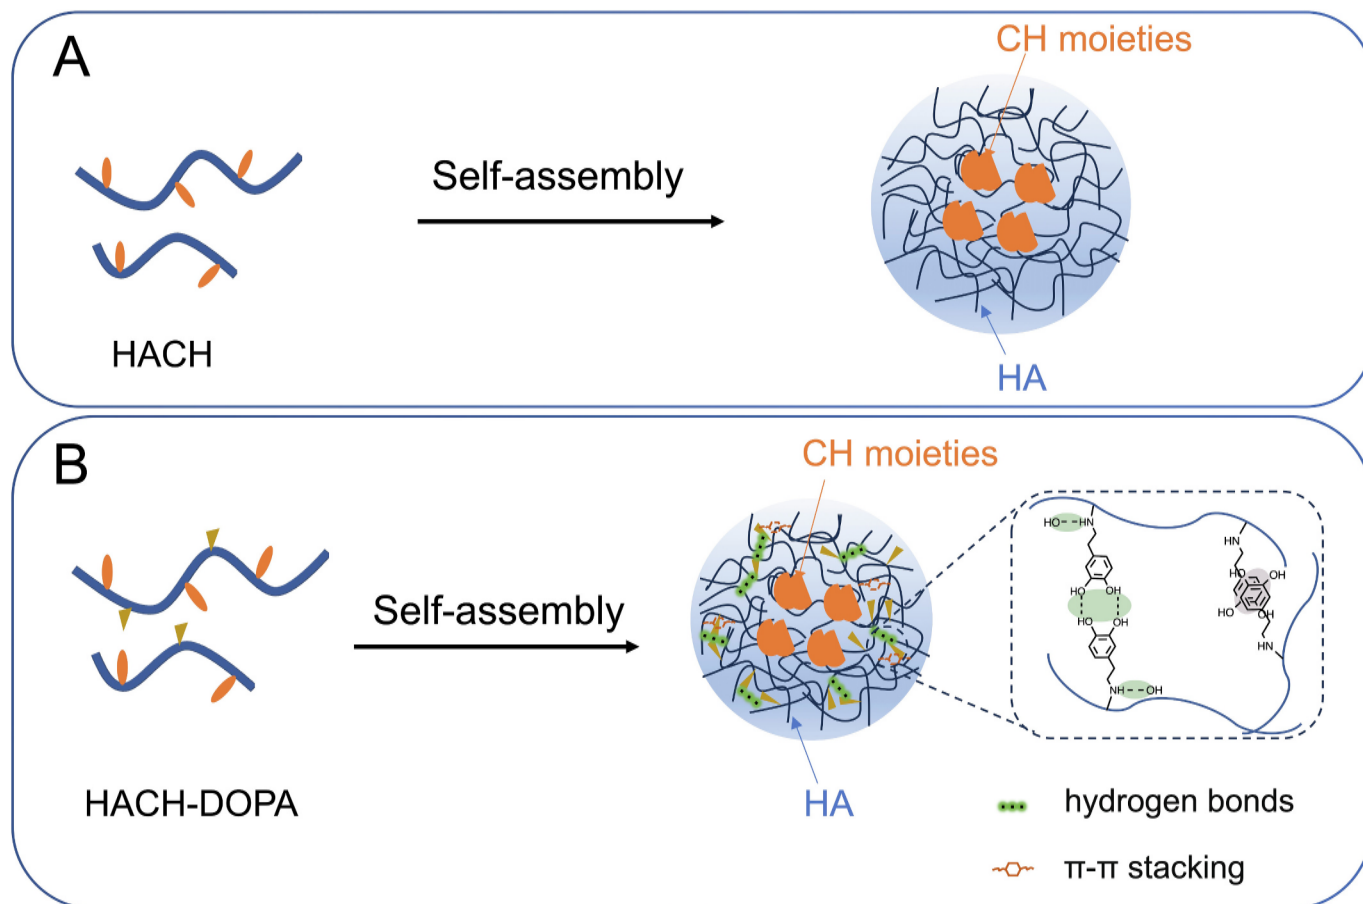 A
CH moieties
Self-assembly
HACH
HA
B
CH moieties
HO
HN
HO
OH
HO
OH
NH
OH
HN
HO
OH
HO
OH
HN
Self-assembly
HACH-DOPA
HA
hydrogen bonds
π-π stacking